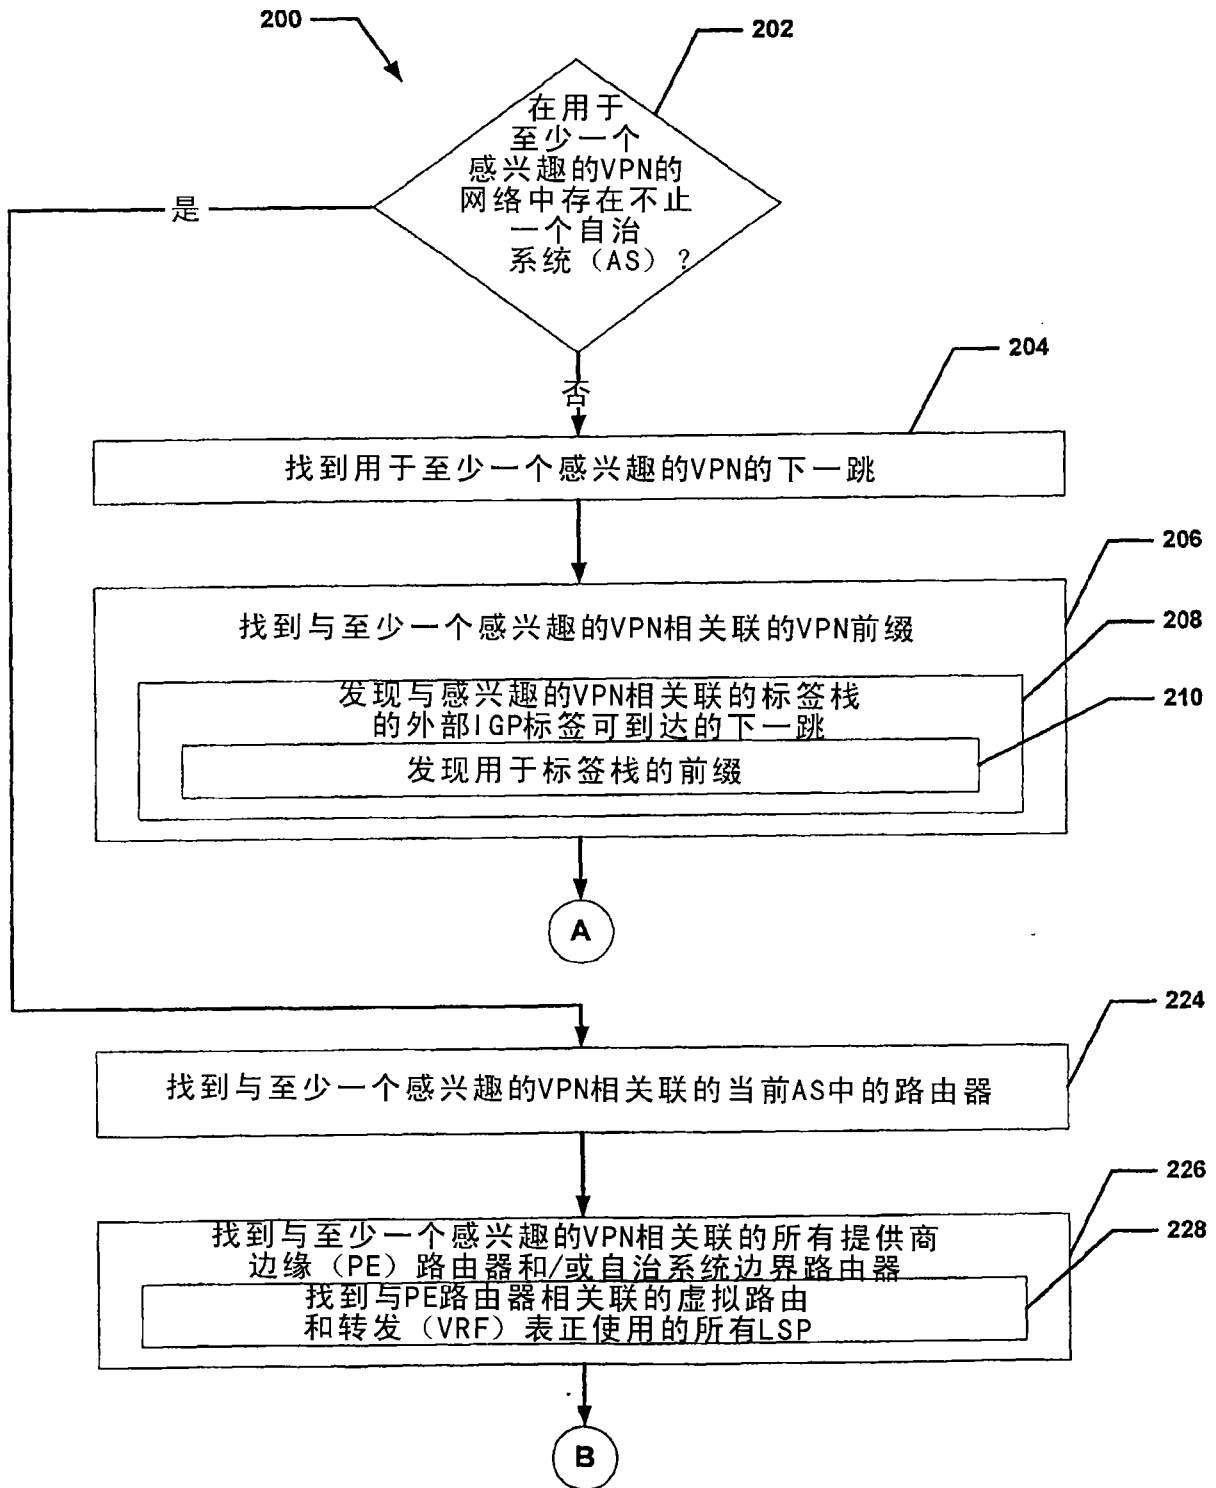 200
202
在用于
至少一个
感兴趣的VPN的
网络中存在不止
一个自治
系统（AS）？
是
否
204
找到用于至少一个感兴趣的VPN的下一跳
206
找到与至少一个感兴趣的VPN相关联的VPN前缀
208
发现与感兴趣的VPN相关联的标签栈
的外部IGP标签可到达的下一跳
210
发现用于标签栈的前缀
A
224
找到与至少一个感兴趣的VPN相关联的当前AS中的路由器
226
找到与至少一个感兴趣的VPN相关联的所有提供商
边缘（PE）路由器和/或自治系统边界路由器
228
找到与PE路由器相关联的虚拟路由
和转发（VRF）表正使用的所有LSP
B